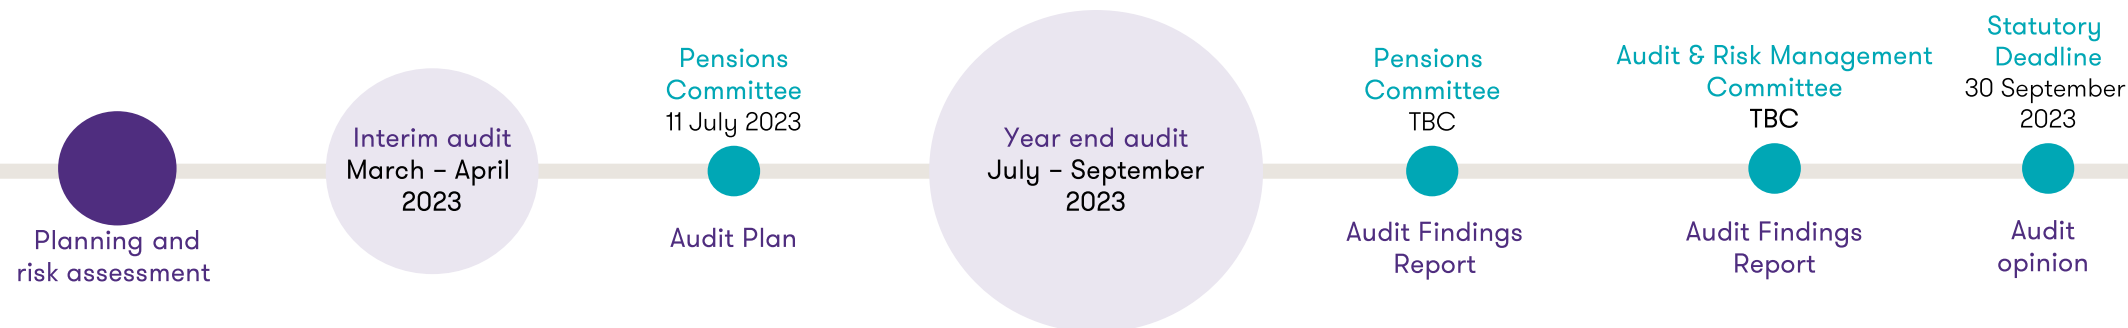 Planning and
risk assessment
Interim audit
March – April
2023
Pensions
Committee
11 July 2023
Audit Plan
Year end audit
July – September
2023
Pensions
Committee
TBC
Audit Findings
Report
Audit & Risk Management
Committee
TBC
Audit Findings
Report
Statutory
Deadline
30 September
2023
Audit
opinion